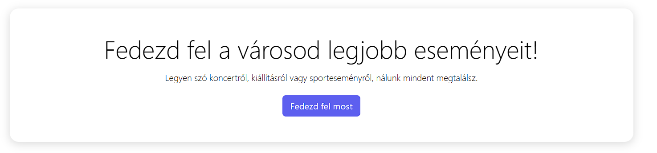 Fedezd fel a városod legjobb eseményeit!
Legyen szó koncertről, kiállításról vagy sporteseményről, nálunk mindent megtalálsz.
Fedezd fel most